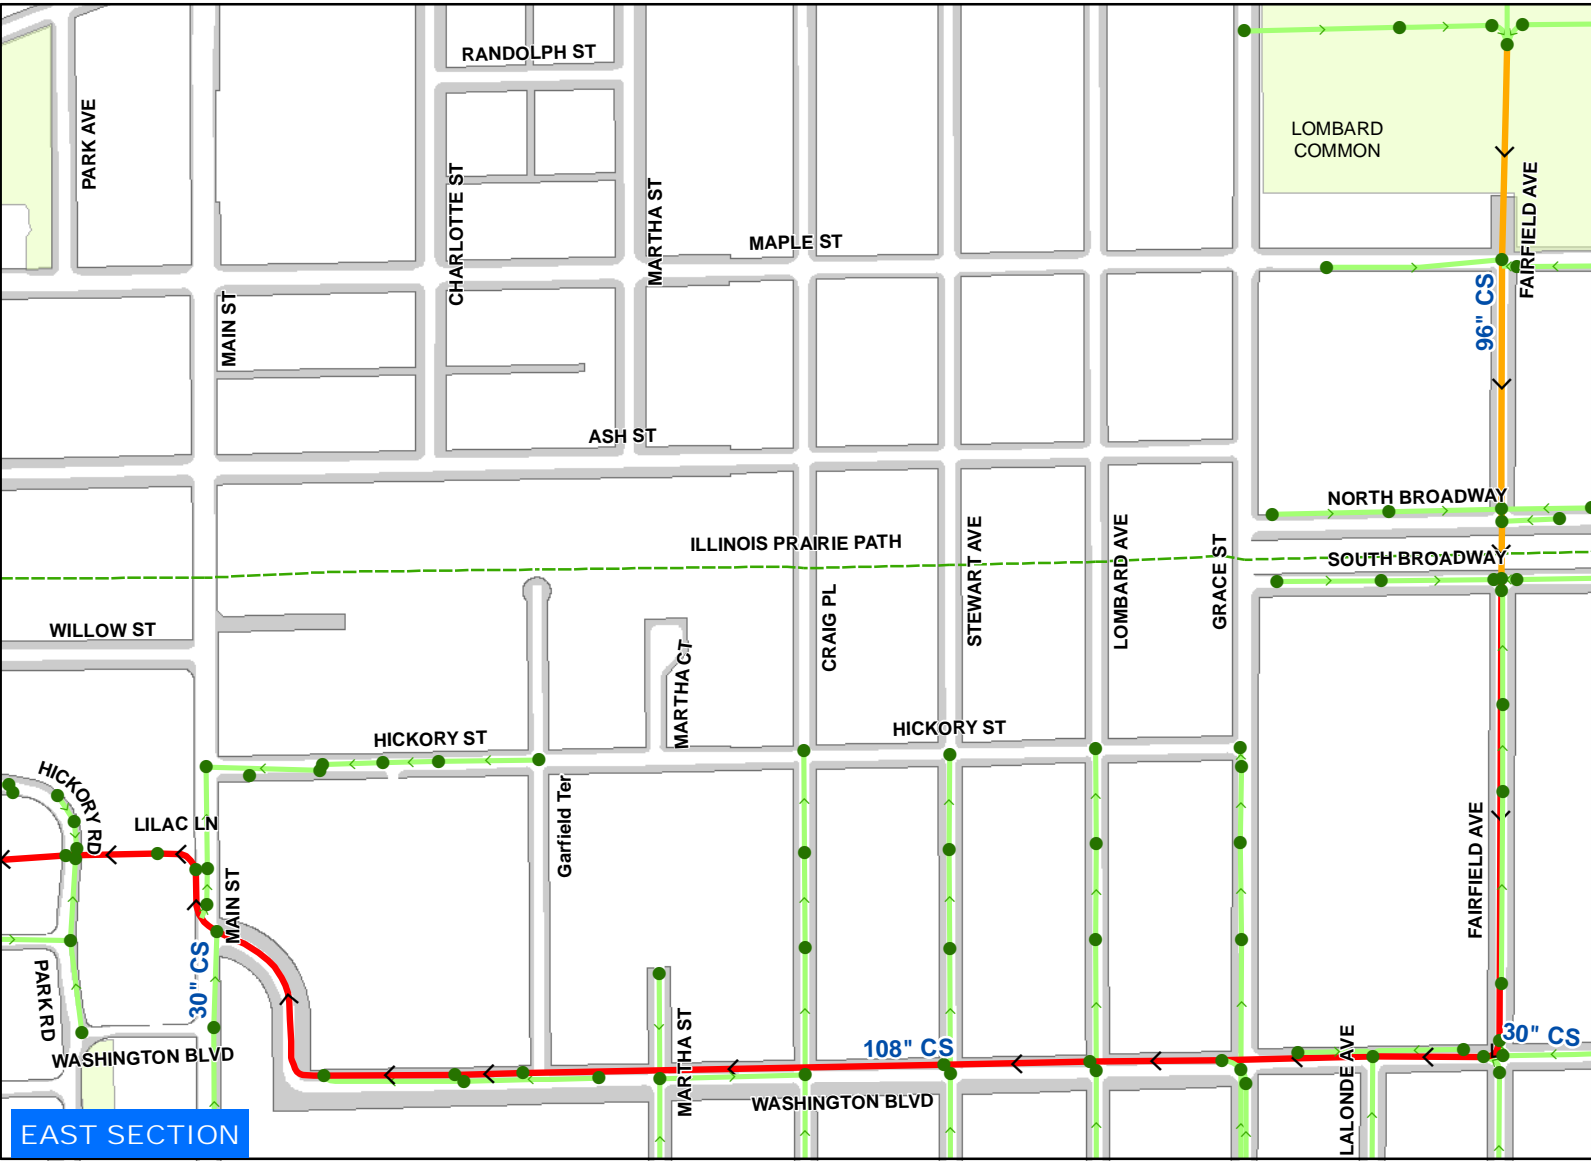 RANDOLPH ST
PARK AVE
LOMBARD
COMMON
CHARLOTTE ST
MARTHA ST
FAIRFIELD AVE
MAPLE ST
MAIN ST
96" CS
ASH ST
NORTH BROADWAY
ILLINOIS PRAIRIE PATH
STEWART AVE
LOMBARD AVE
GRACE ST
SOUTH BROADWAY
CRAIG PL
WILLOW ST
MARTHA CT
HICKORY ST
HICKORY ST
HICKORY RD
LILAC LN
Garfield Ter
FAIRFIELD AVE
MAIN ST
30" CS
PARK RD
WASHINGTON BLVD
MARTHA ST
108" CS
WASHINGTON BLVD
LALONDE AVE
30" CS
EAST SECTION